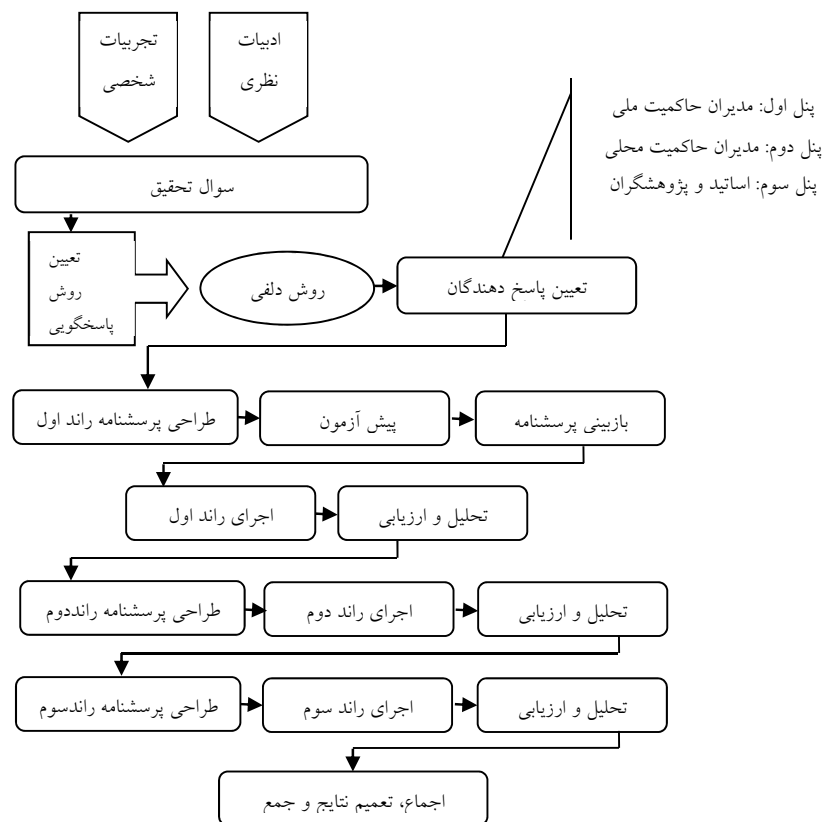 تجربیات
شخصی
ادبیات
نظری
پنل اول: مدیران حاکمیت ملی
پنل دوم: مدیران حاکمیت محلی
پنل سوم: اساتید و پژوهشگران
سوال تحقیق
تعیین
روش
پاسخگویی
روش دلفی
تعیین پاسخ دهندگان
طراحی پرسشنامه راند اول
پیش آزمون
بازبینی پرسشنامه
اجرای راند اول
تحلیل و ارزیابی
طراحی پرسشنامه رانددوم
اجرای راند دوم
تحلیل و ارزیابی
طراحی پرسشنامه راندسوم
اجرای راند سوم
تحلیل و ارزیابی
اجماع، تعمیم نتایج و جمع